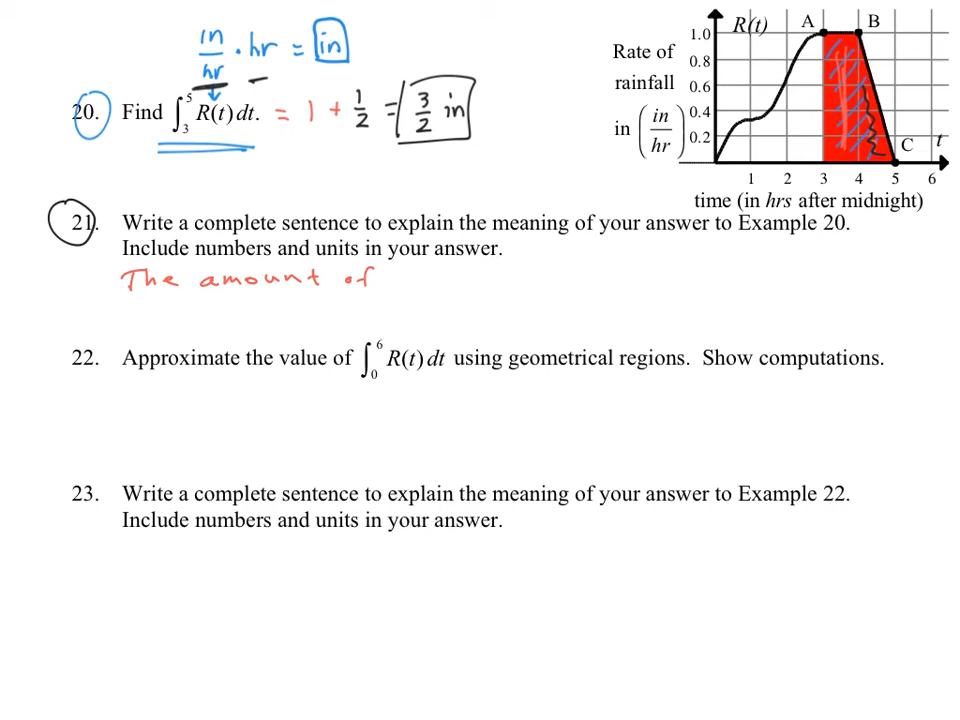 in/hr · hr = in
20. Find ∫₃⁵ R(t) dt. = 1 + 1/2 = 3/2 in
R(t) A B
Rate of
rainfall
in (in/hr)
1.0
0.8
0.6
0.4
0.2
C t
1 2 3 4 5 6
time (in hrs after midnight)
21. Write a complete sentence to explain the meaning of your answer to Example 20.
Include numbers and units in your answer.
The amount of
22. Approximate the value of ∫₀⁶ R(t) dt using geometrical regions. Show computations.
23. Write a complete sentence to explain the meaning of your answer to Example 22.
Include numbers and units in your answer.